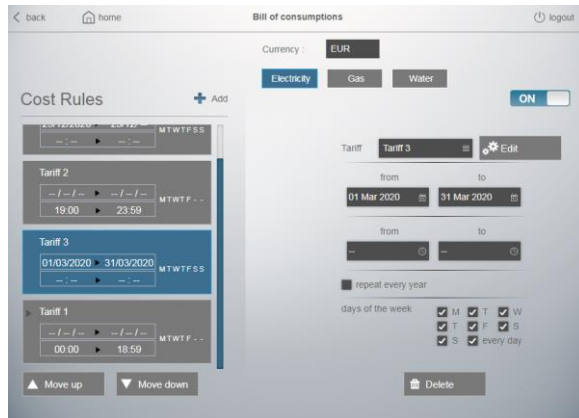 back
home
Bill of consumptions
logout
Currency :
EUR
Electricity
Gas
Water
ON
Cost Rules
Add
MTWTFSS
-- : --
-- : --
Tariff 2
-- / -- / --
-- / -- / --
MTWTF - -
19:00
23:59
Tariff 3
01/03/2020
31/03/2020
MTWTFSS
-- : --
-- : --
Tariff 1
-- / -- / --
-- / -- / --
MTWTF - -
00:00
18:59
Move up
Move down
Tariff
Tariff 3
Edit
from
to
01 Mar 2020
31 Mar 2020
from
to
--
--
repeat every year
days of the week
M T W
T F S
S every day
Delete